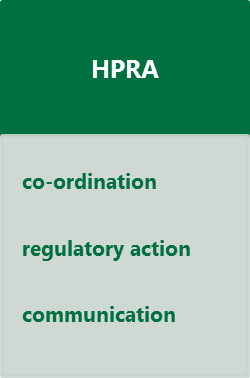 HPRA
co-ordination
regulatory action
communication